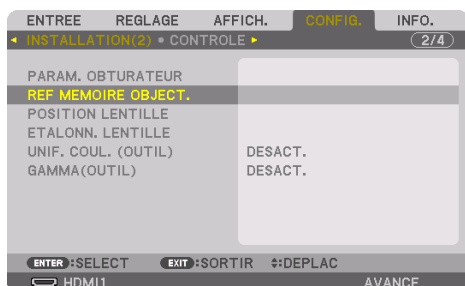 ENTREE REGLAGE AFFICH. CONFIG. INFO.
INSTALLATION(2) • CONTROLE 2/4
PARAM. OBTURATEUR
REF MEMOIRE OBJECT.
POSITION LENTILLE
ETALONN. LENTILLE
UNIF. COUL. (OUTIL) DESACT.
GAMMA(OUTIL) DESACT.
ENTER :SELECT EXIT :SORTIR :DEPLAC
HDMI1 AVANCE